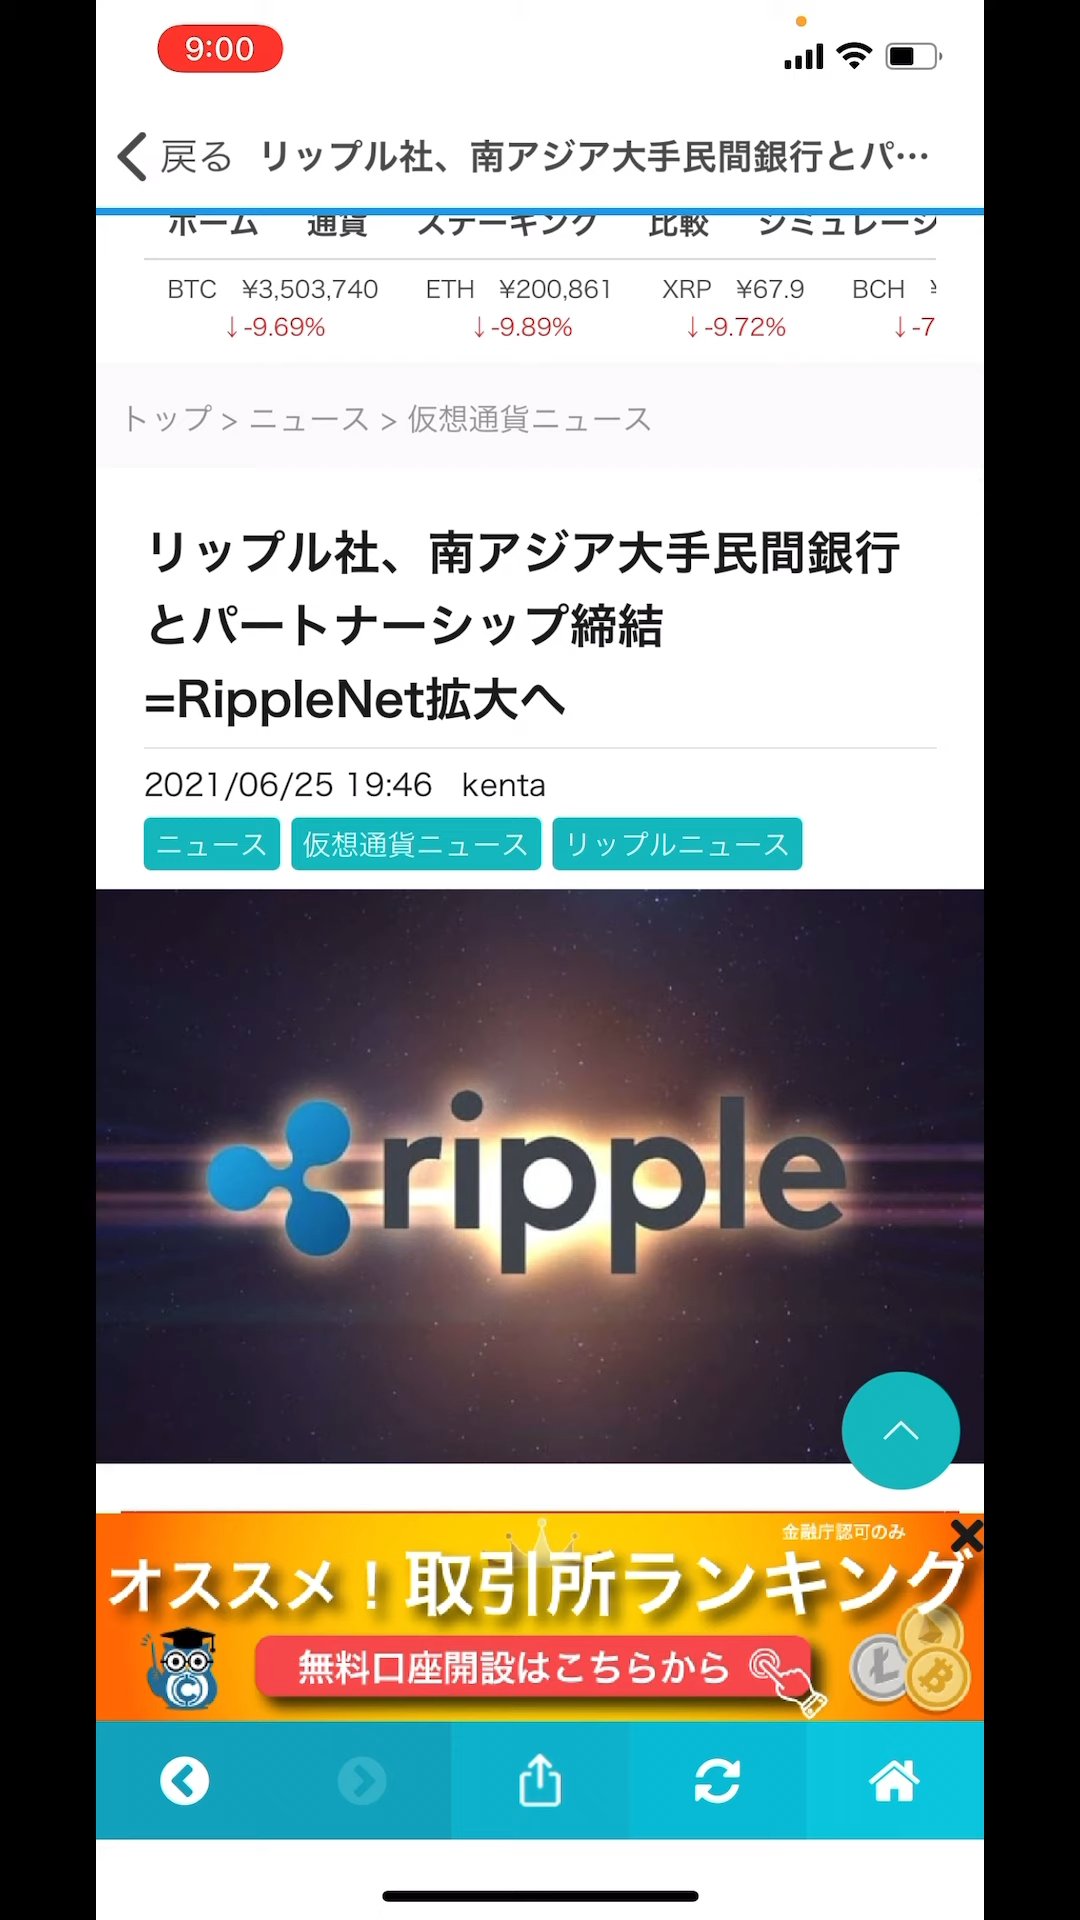 9:00
戻る リップル社、南アジア大手民間銀行とパ…
ホーム 通貨 ステーキング 比較 シミュレーシ
BTC ¥3,503,740 ETH ¥200,861 XRP ¥67.9 BCH ¥
↓-9.69% ↓-9.89% ↓-9.72% ↓-7
トップ > ニュース > 仮想通貨ニュース
リップル社、南アジア大手民間銀行
とパートナーシップ締結
=RippleNet拡大へ
2021/06/25 19:46 kenta
ニュース 仮想通貨ニュース リップルニュース
ripple
金融庁認可のみ
オススメ！取引所ランキング
無料口座開設はこちらから